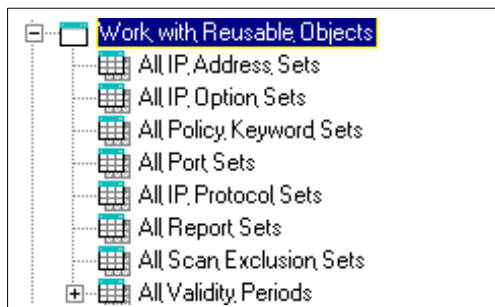 Work with Reusable Objects
All IP Address Sets
All IP Option Sets
All Policy Keyword Sets
All Port Sets
All IP Protocol Sets
All Report Sets
All Scan Exclusion Sets
All Validity Periods